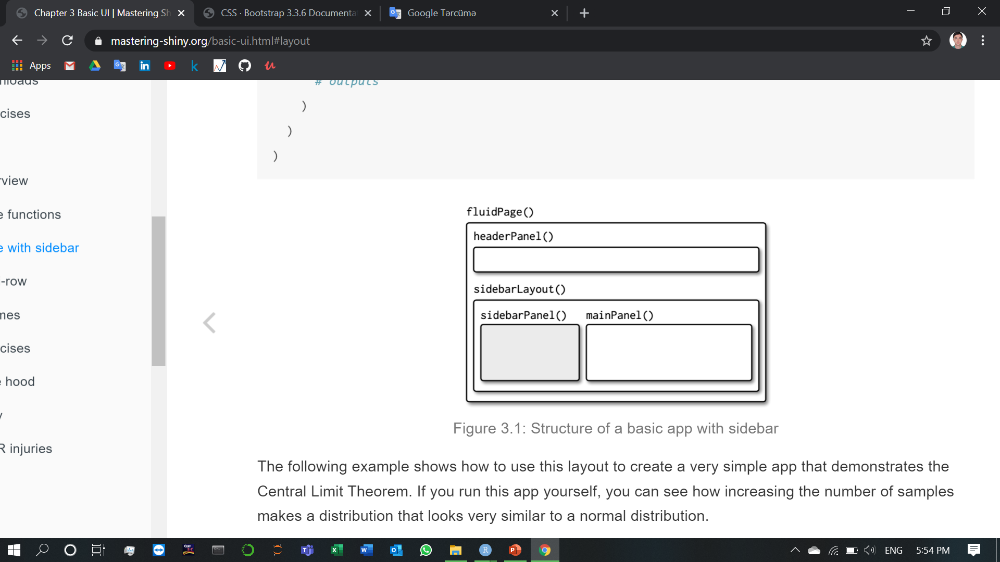 Chapter 3 Basic UI | Mastering Sh
CSS · Bootstrap 3.3.6 Documenta
Google Tərcümə
mastering-shiny.org/basic-ui.html#layout
Apps
nloads
cises
rview
e functions
e with sidebar
-row
mes
cises
e hood
y
R injuries
# outputs
)
)
)
fluidPage()
headerPanel()
sidebarLayout()
sidebarPanel() mainPanel()
Figure 3.1: Structure of a basic app with sidebar
The following example shows how to use this layout to create a very simple app that demonstrates the
Central Limit Theorem. If you run this app yourself, you can see how increasing the number of samples
makes a distribution that looks very similar to a normal distribution.
ENG
5:54 PM